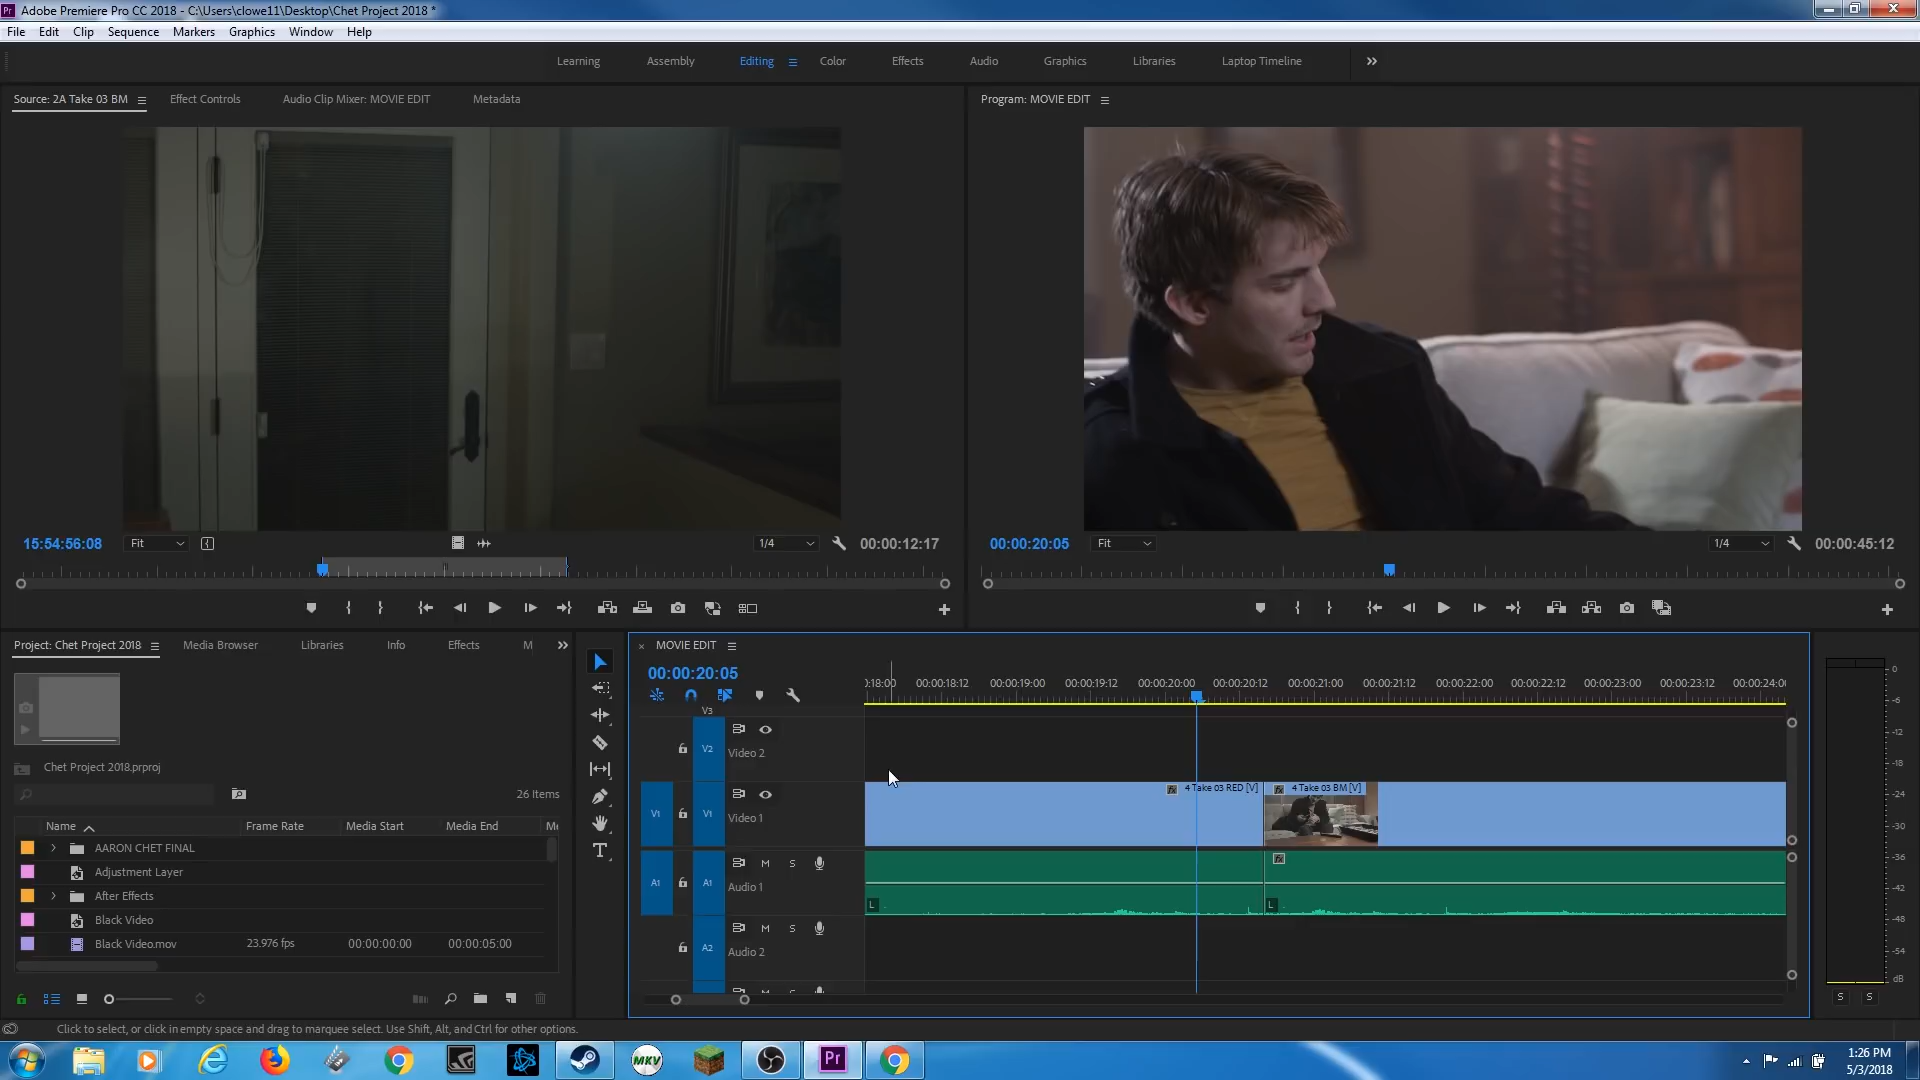 Adobe Premiere Pro CC 2018 - C:\Users\clowe11\Desktop\Chet Project 2018 *
File Edit Clip Sequence Markers Graphics Window Help
Learning Assembly Editing Color Effects Audio Graphics Libraries Laptop Timeline
Source: 2A Take 03 BM Effect Controls Audio Clip Mixer: MOVIE EDIT Metadata
Program: MOVIE EDIT
15:54:56:08 Fit 1/4 00:00:12:17
00:00:20:05 Fit 1/4 00:00:45:12
Project: Chet Project 2018 Media Browser Libraries Info Effects M
Chet Project 2018.prproj
26 Items
Name Frame Rate Media Start Media End Me
AARON CHET FINAL
Adjustment Layer
After Effects
Black Video
Black Video.mov 23.976 fps 00:00:00:00 00:00:05:00
MOVIE EDIT
00:00:20:05
:18:00 00:00:18:12 00:00:19:00 00:00:19:12 00:00:20:00 00:00:20:12 00:00:21:00 00:00:21:12 00:00:22:00 00:00:22:12 00:00:23:00 00:00:23:12 00:00:24:0
V3
V2 Video 2
V1 V1 Video 1
4 Take 03 RED [V] 4 Take 03 BM [V]
fx fx
A1 A1 M S Audio 1
fx
L L
A2 M S Audio 2
0
-6
-12
-18
-24
-30
-36
-42
-48
-54
dB
S S
Click to select, or click in empty space and drag to marquee select. Use Shift, Alt, and Ctrl for other options.
MKV Pr
1:26 PM
5/3/2018